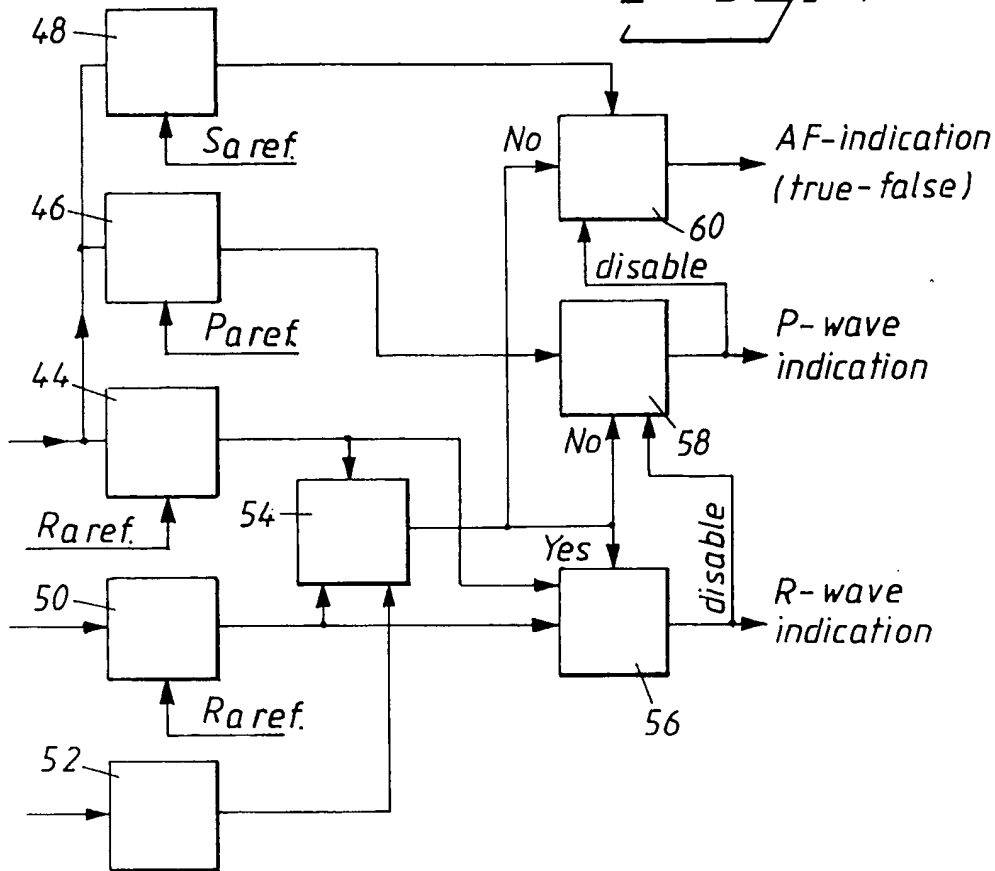 48
Sa ref.
No
AF-indication
(true-false)
46
60
disable
Pa ref.
P-wave
indication
44
58
No
54
Ra ref.
Yes
disable
50
R-wave
indication
Ra ref.
56
52